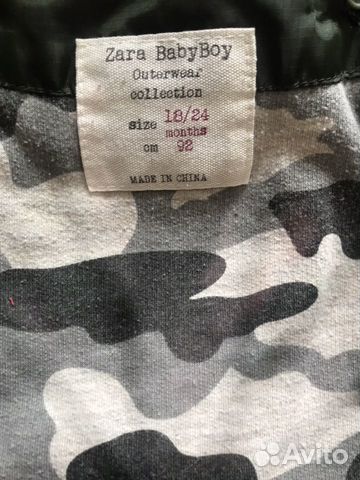 Zara BabyBoy
Outerwear
collection
size 18/24
months
cm 92
MADE IN CHINA
Avito